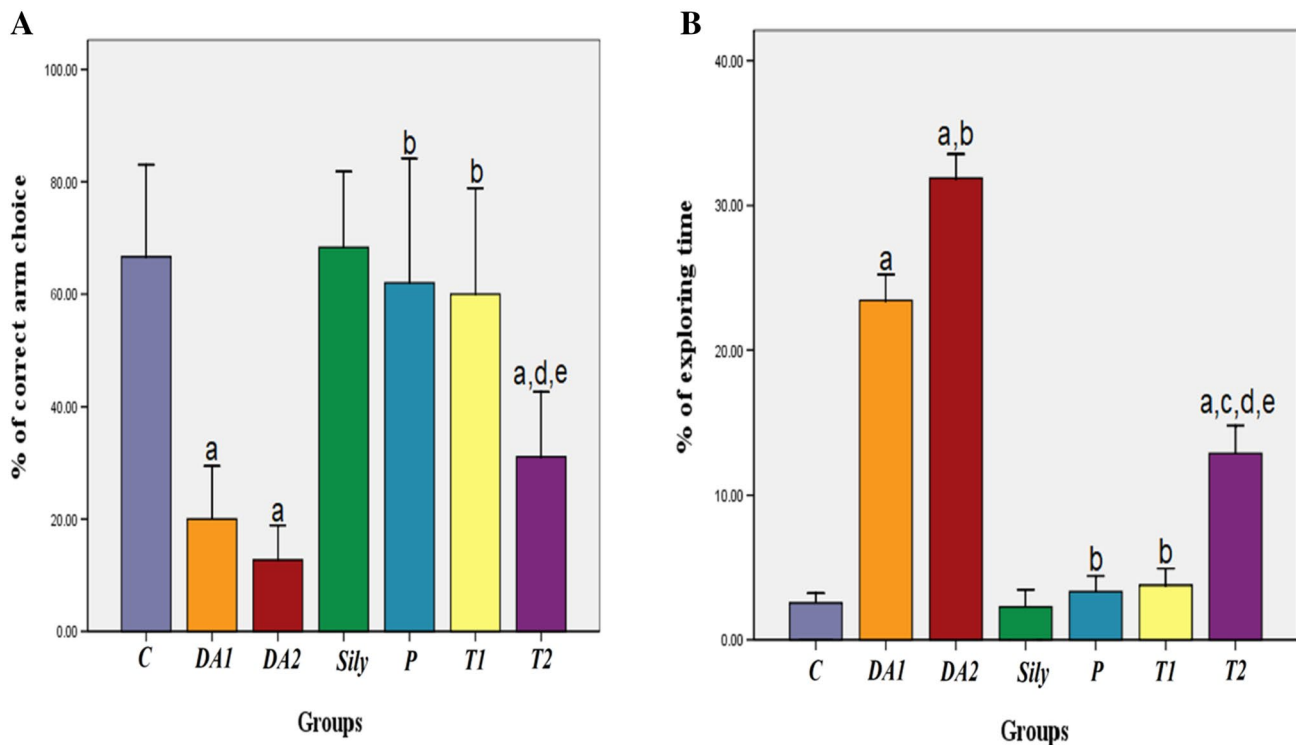 A
% of correct arm choice
100.00
80.00
60.00
40.00
20.00
0.00
a
a
b
b
a,d,e
C DA1 DA2 Sily P T1 T2
Groups
B
% of exploring time
40.00
30.00
20.00
10.00
0.00
a
a,b
b
b
a,c,d,e
C DA1 DA2 Sily P T1 T2
Groups